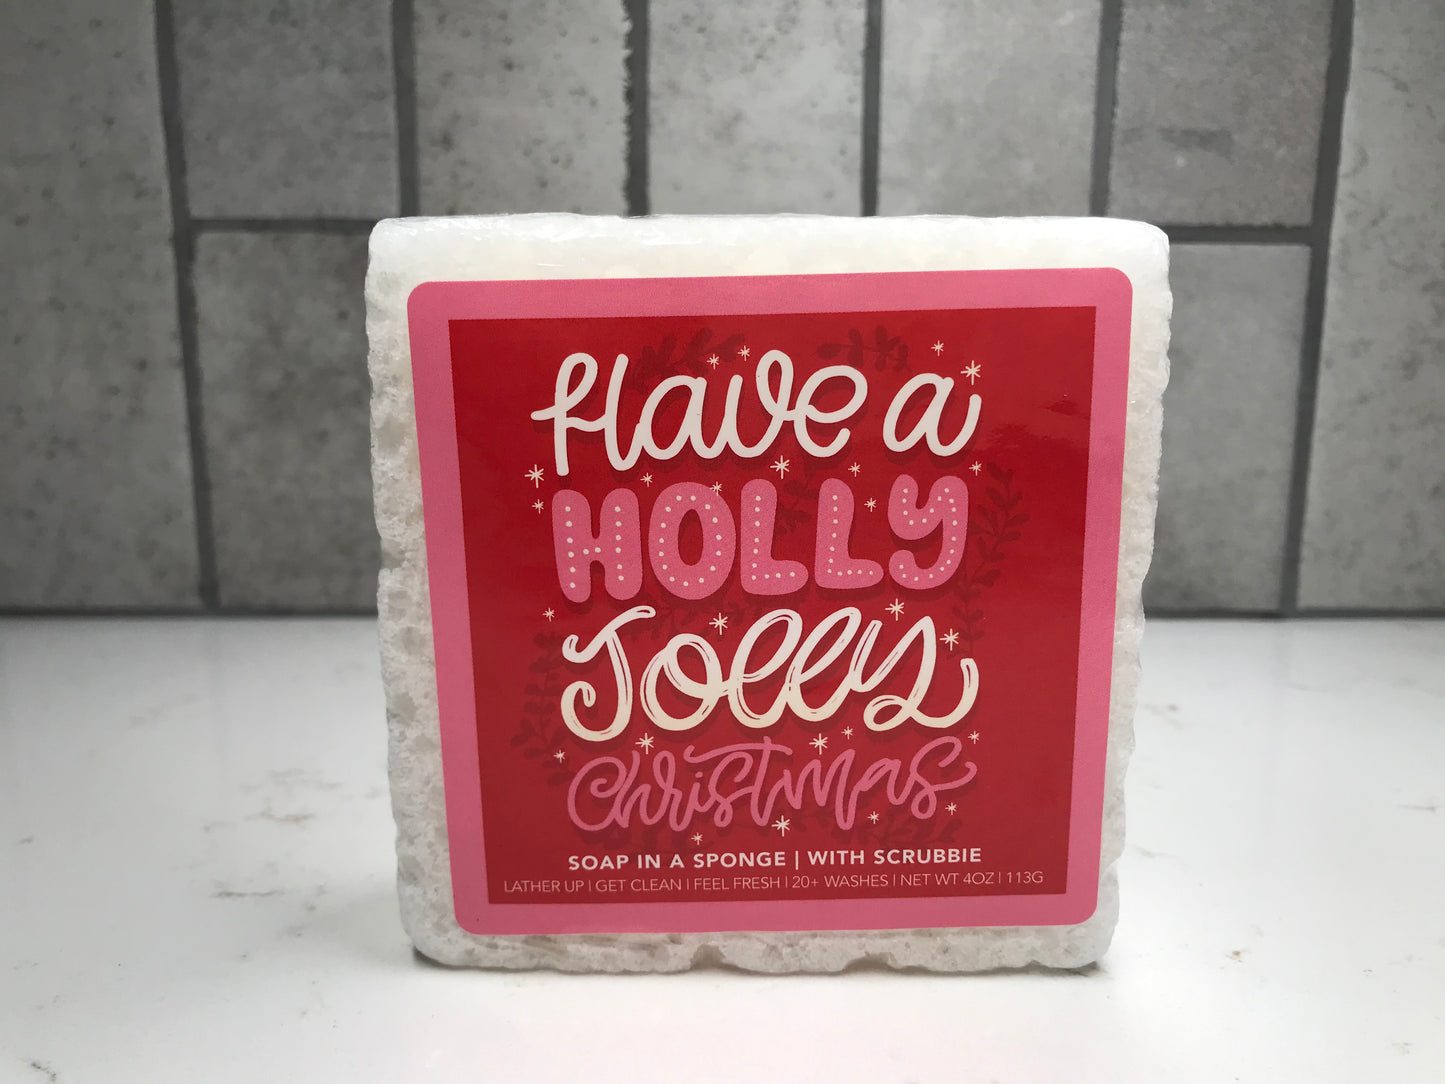 Have a
HOLLY
Jolly
Christmas
SOAP IN A SPONGE | WITH SCRUBBIE
LATHER UP | GET CLEAN | FEEL FRESH | 20+ WASHES | NET WT 4OZ | 113G